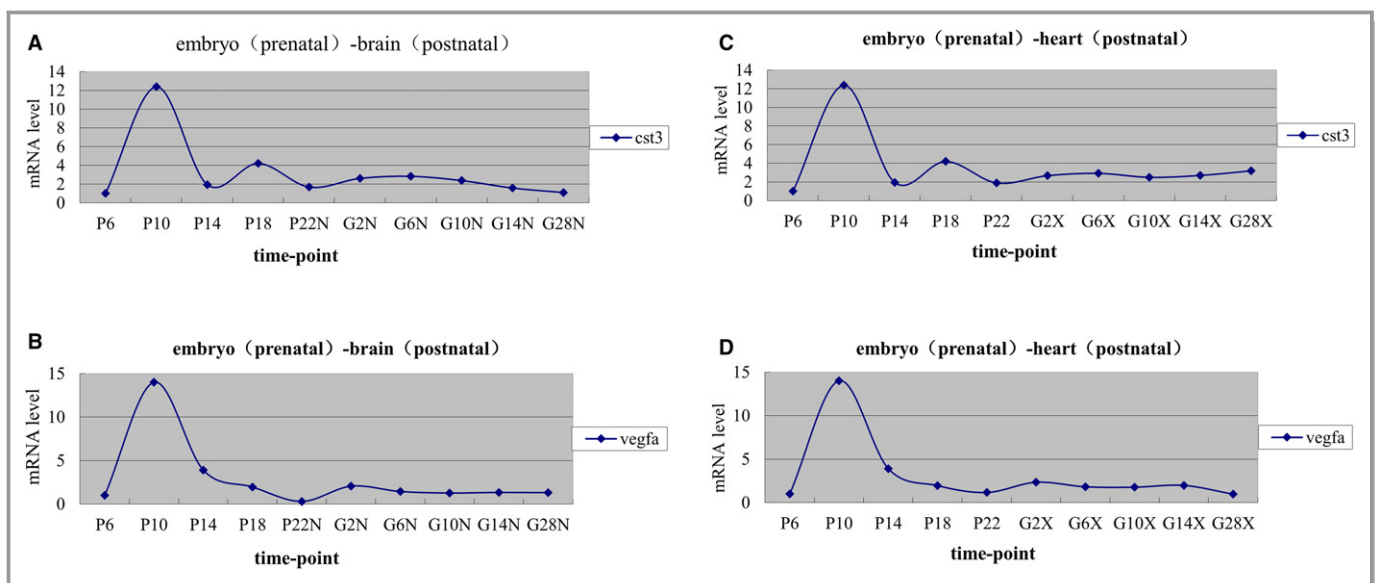 A
embryo（prenatal）-brain（postnatal）
14
12
10
8
6
4
2
0
mRNA level
P6 P10 P14 P18 P22N G2N G6N G10N G14N G28N
time-point
cst3
C
embryo（prenatal）-heart（postnatal）
14
12
10
8
6
4
2
0
mRNA level
P6 P10 P14 P18 P22 G2X G6X G10X G14X G28X
time-point
cst3
B
embryo（prenatal）-brain（postnatal）
15
10
5
0
mRNA level
P6 P10 P14 P18 P22N G2N G6N G10N G14N G28N
time-point
vegfa
D
embryo（prenatal）-heart（postnatal）
15
10
5
0
mRNA level
P6 P10 P14 P18 P22 G2X G6X G10X G14X G28X
time-point
vegfa